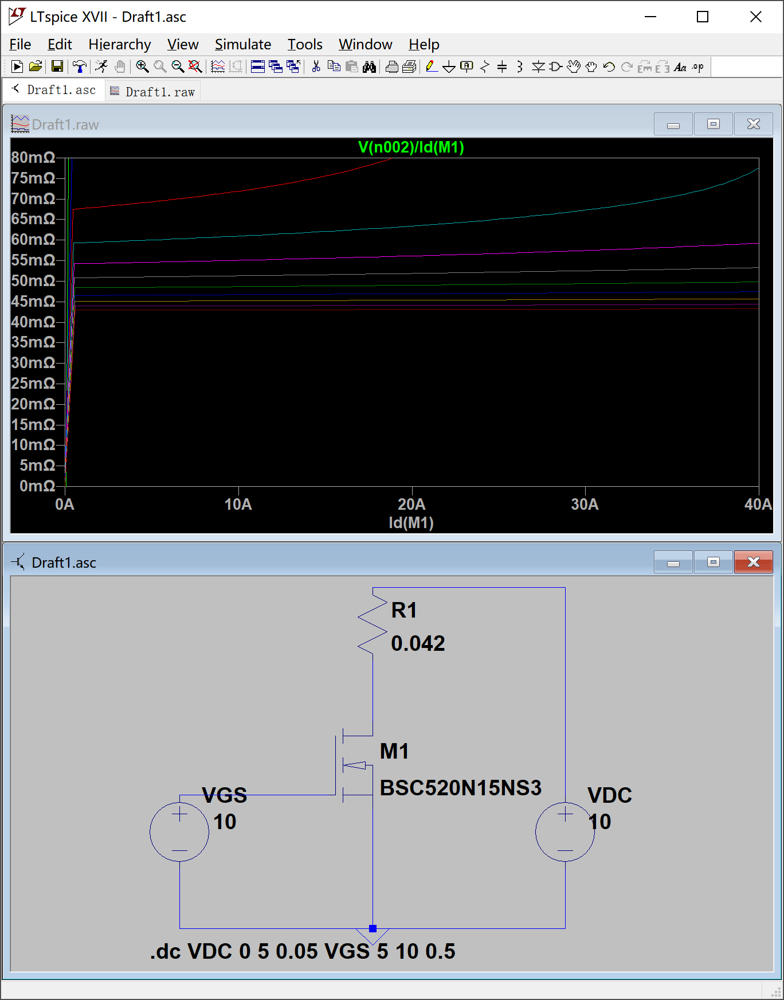 LTspice XVII - Draft1.asc
File Edit Hierarchy View Simulate Tools Window Help
Aa .op
Draft1.asc Draft1.raw
Draft1.raw
V(n002)/Id(M1)
80mΩ
75mΩ
70mΩ
65mΩ
60mΩ
55mΩ
50mΩ
45mΩ
40mΩ
35mΩ
30mΩ
25mΩ
20mΩ
15mΩ
10mΩ
5mΩ
0mΩ
0A 10A 20A 30A 40A
Id(M1)
Draft1.asc
R1
0.042
M1
BSC520N15NS3
VGS
10
VDC
10
.dc VDC 0 5 0.05 VGS 5 10 0.5